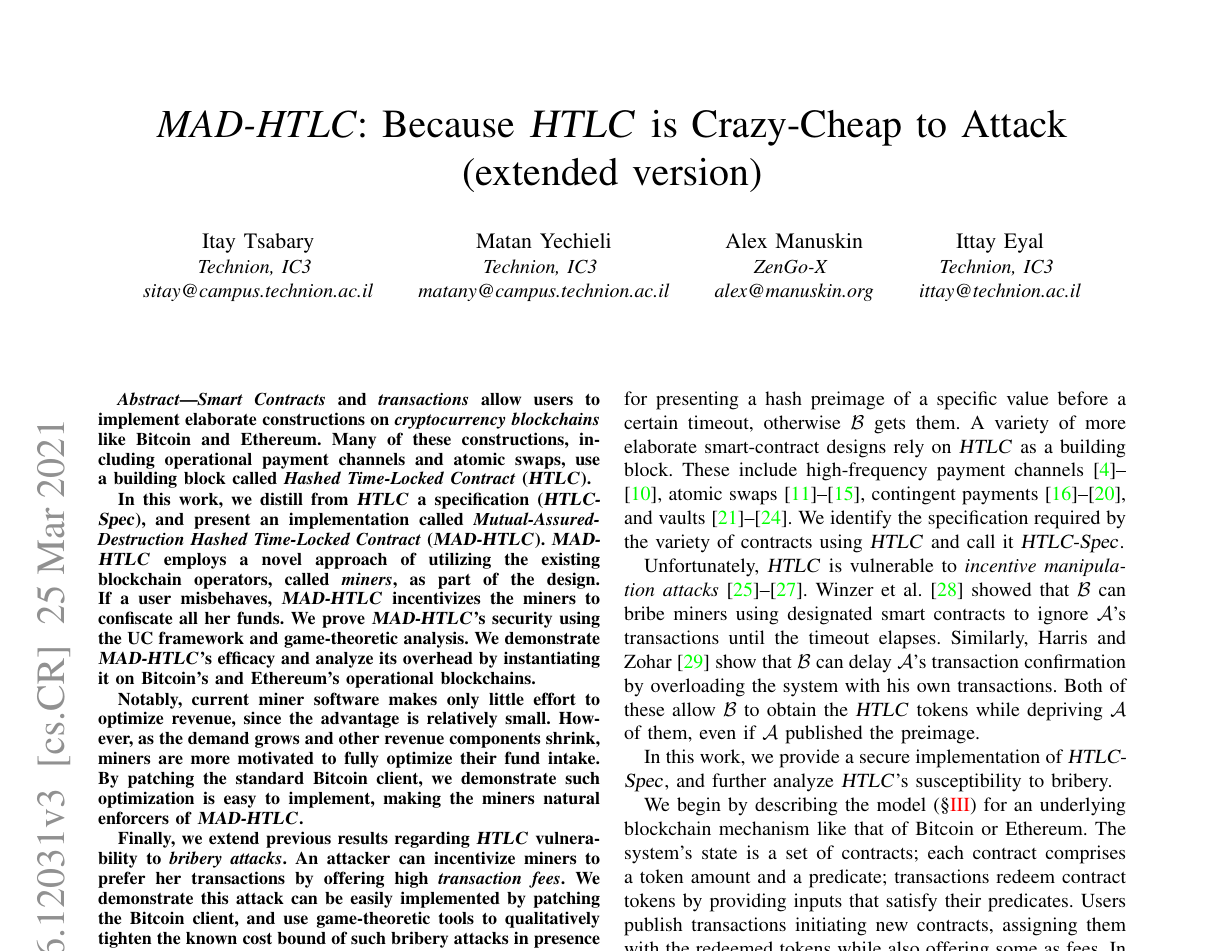 MAD-HTLC: Because HTLC is Crazy-Cheap to Attack
(extended version)
Itay Tsabary
Technion, IC3
sitay@campus.technion.ac.il
Matan Yechieli
Technion, IC3
matany@campus.technion.ac.il
Alex Manuskin
ZenGo-X
alex@manuskin.org
Ittay Eyal
Technion, IC3
ittay@technion.ac.il
6.12031v3 [cs.CR] 25 Mar 2021
Abstract—Smart Contracts and transactions allow users to
implement elaborate constructions on cryptocurrency blockchains
like Bitcoin and Ethereum. Many of these constructions, in-
cluding operational payment channels and atomic swaps, use
a building block called Hashed Time-Locked Contract (HTLC).
In this work, we distill from HTLC a specification (HTLC-
Spec), and present an implementation called Mutual-Assured-
Destruction Hashed Time-Locked Contract (MAD-HTLC). MAD-
HTLC employs a novel approach of utilizing the existing
blockchain operators, called miners, as part of the design.
If a user misbehaves, MAD-HTLC incentivizes the miners to
confiscate all her funds. We prove MAD-HTLC's security using
the UC framework and game-theoretic analysis. We demonstrate
MAD-HTLC's efficacy and analyze its overhead by instantiating
it on Bitcoin's and Ethereum's operational blockchains.
Notably, current miner software makes only little effort to
optimize revenue, since the advantage is relatively small. How-
ever, as the demand grows and other revenue components shrink,
miners are more motivated to fully optimize their fund intake.
By patching the standard Bitcoin client, we demonstrate such
optimization is easy to implement, making the miners natural
enforcers of MAD-HTLC.
Finally, we extend previous results regarding HTLC vulnera-
bility to bribery attacks. An attacker can incentivize miners to
prefer her transactions by offering high transaction fees. We
demonstrate this attack can be easily implemented by patching
the Bitcoin client, and use game-theoretic tools to qualitatively
tighten the known cost bound of such bribery attacks in presence
for presenting a hash preimage of a specific value before a
certain timeout, otherwise ℬ gets them. A variety of more
elaborate smart-contract designs rely on HTLC as a building
block. These include high-frequency payment channels [4]–
[10], atomic swaps [11]–[15], contingent payments [16]–[20],
and vaults [21]–[24]. We identify the specification required by
the variety of contracts using HTLC and call it HTLC-Spec.
Unfortunately, HTLC is vulnerable to incentive manipula-
tion attacks [25]–[27]. Winzer et al. [28] showed that ℬ can
bribe miners using designated smart contracts to ignore 𝒜's
transactions until the timeout elapses. Similarly, Harris and
Zohar [29] show that ℬ can delay 𝒜's transaction confirmation
by overloading the system with his own transactions. Both of
these allow ℬ to obtain the HTLC tokens while depriving 𝒜
of them, even if 𝒜 published the preimage.
In this work, we provide a secure implementation of HTLC-
Spec, and further analyze HTLC's susceptibility to bribery.
We begin by describing the model (§III) for an underlying
blockchain mechanism like that of Bitcoin or Ethereum. The
system's state is a set of contracts; each contract comprises
a token amount and a predicate; transactions redeem contract
tokens by providing inputs that satisfy their predicates. Users
publish transactions initiating new contracts, assigning them
with the redeemed tokens while also offering some as fees. In